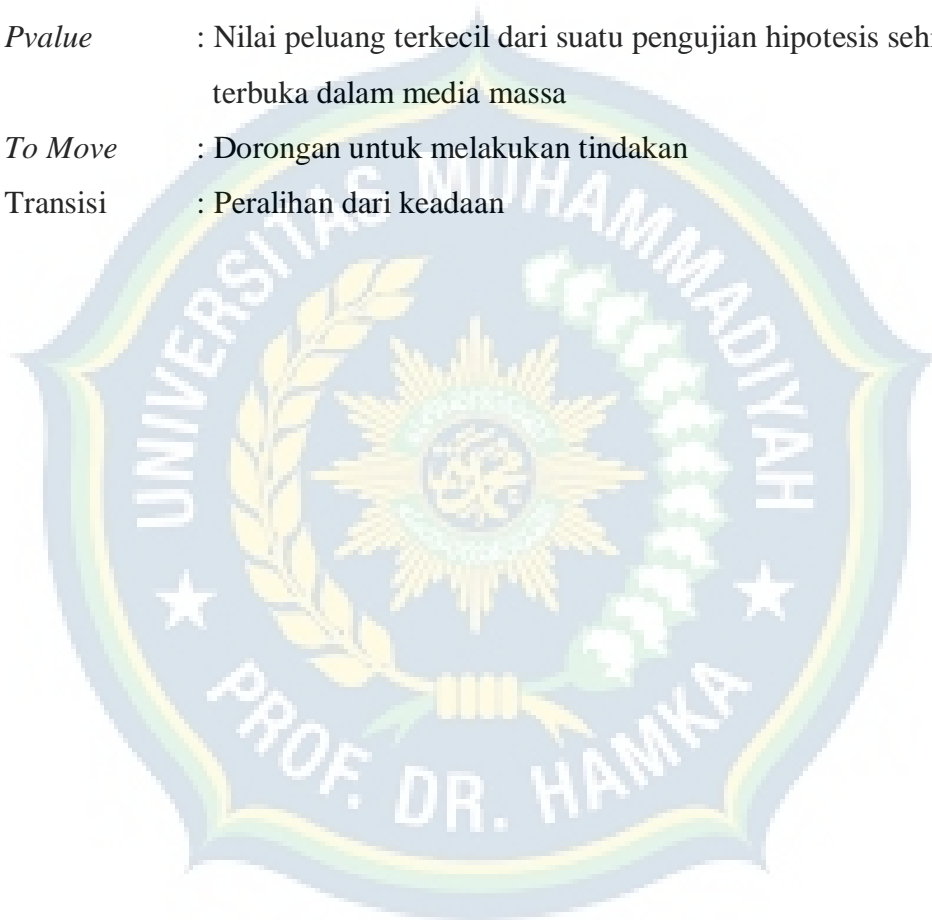 Pvalue : Nilai peluang terkecil dari suatu pengujian hipotesis
terbuka dalam media massa
To Move : Dorongan untuk melakukan tindakan
Transisi : Peralihan dari keadaan
UNIVERSITAS MUHAMMADIYAH
PROF. DR. HAMKA